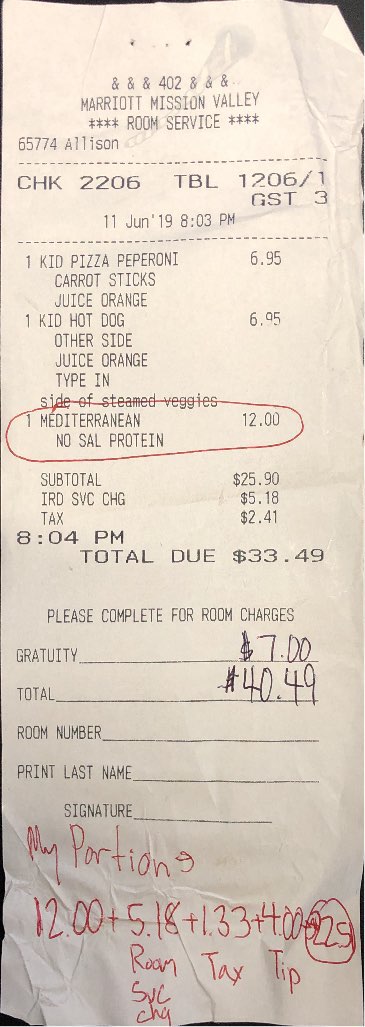 & & & 402 & & &
MARRIOTT MISSION VALLEY
**** ROOM SERVICE ****
65774 Allison
CHK 2206 TBL 1206/1
GST 3
11 Jun'19 8:03 PM
1 KID PIZZA PEPERONI 6.95
CARROT STICKS
JUICE ORANGE
1 KID HOT DOG 6.95
OTHER SIDE
JUICE ORANGE
TYPE IN
side of steamed veggies
1 MEDITERRANEAN 12.00
NO SAL PROTEIN
SUBTOTAL $25.90
IRD SVC CHG $5.18
TAX $2.41
8:04 PM
TOTAL DUE $33.49
PLEASE COMPLETE FOR ROOM CHARGES
GRATUITY $7.00
TOTAL $40.49
ROOM NUMBER
PRINT LAST NAME
SIGNATURE
My Portion
12.00+5.18+1.33+4.00
Room Tax Tip
Svc
chg